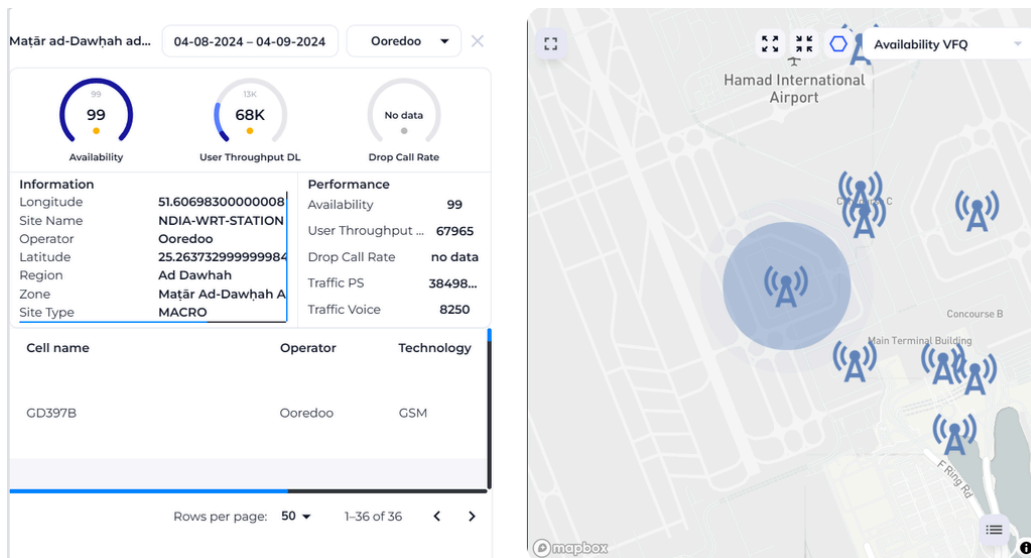 Maṭār ad-Dawḥah ad...
04-08-2024 – 04-09-2024
Ooredoo
99
99
Availability
13K
68K
User Throughput DL
No data
Drop Call Rate
Information
Longitude 51.60698300000008
Site Name NDIA-WRT-STATION
Operator Ooredoo
Latitude 25.263732999999984
Region Ad Dawhah
Zone Maṭār Ad-Dawḥah A
Site Type MACRO
Performance
Availability 99
User Throughput ... 67965
Drop Call Rate no data
Traffic PS 38498...
Traffic Voice 8250
Cell name Operator Technology
GD397B Ooredoo GSM
Rows per page: 50 1–36 of 36
Availability VFQ
Hamad International
Airport
Concourse B
Main Terminal Building
F Ring Rd
mapbox